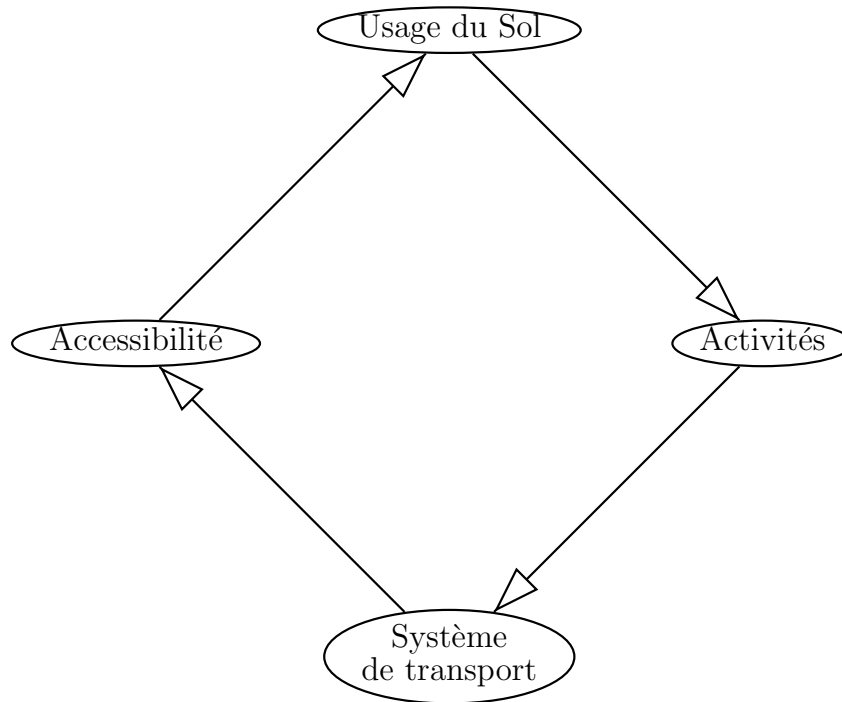 Usage du Sol
Accessibilité
Activités
Système
de transport